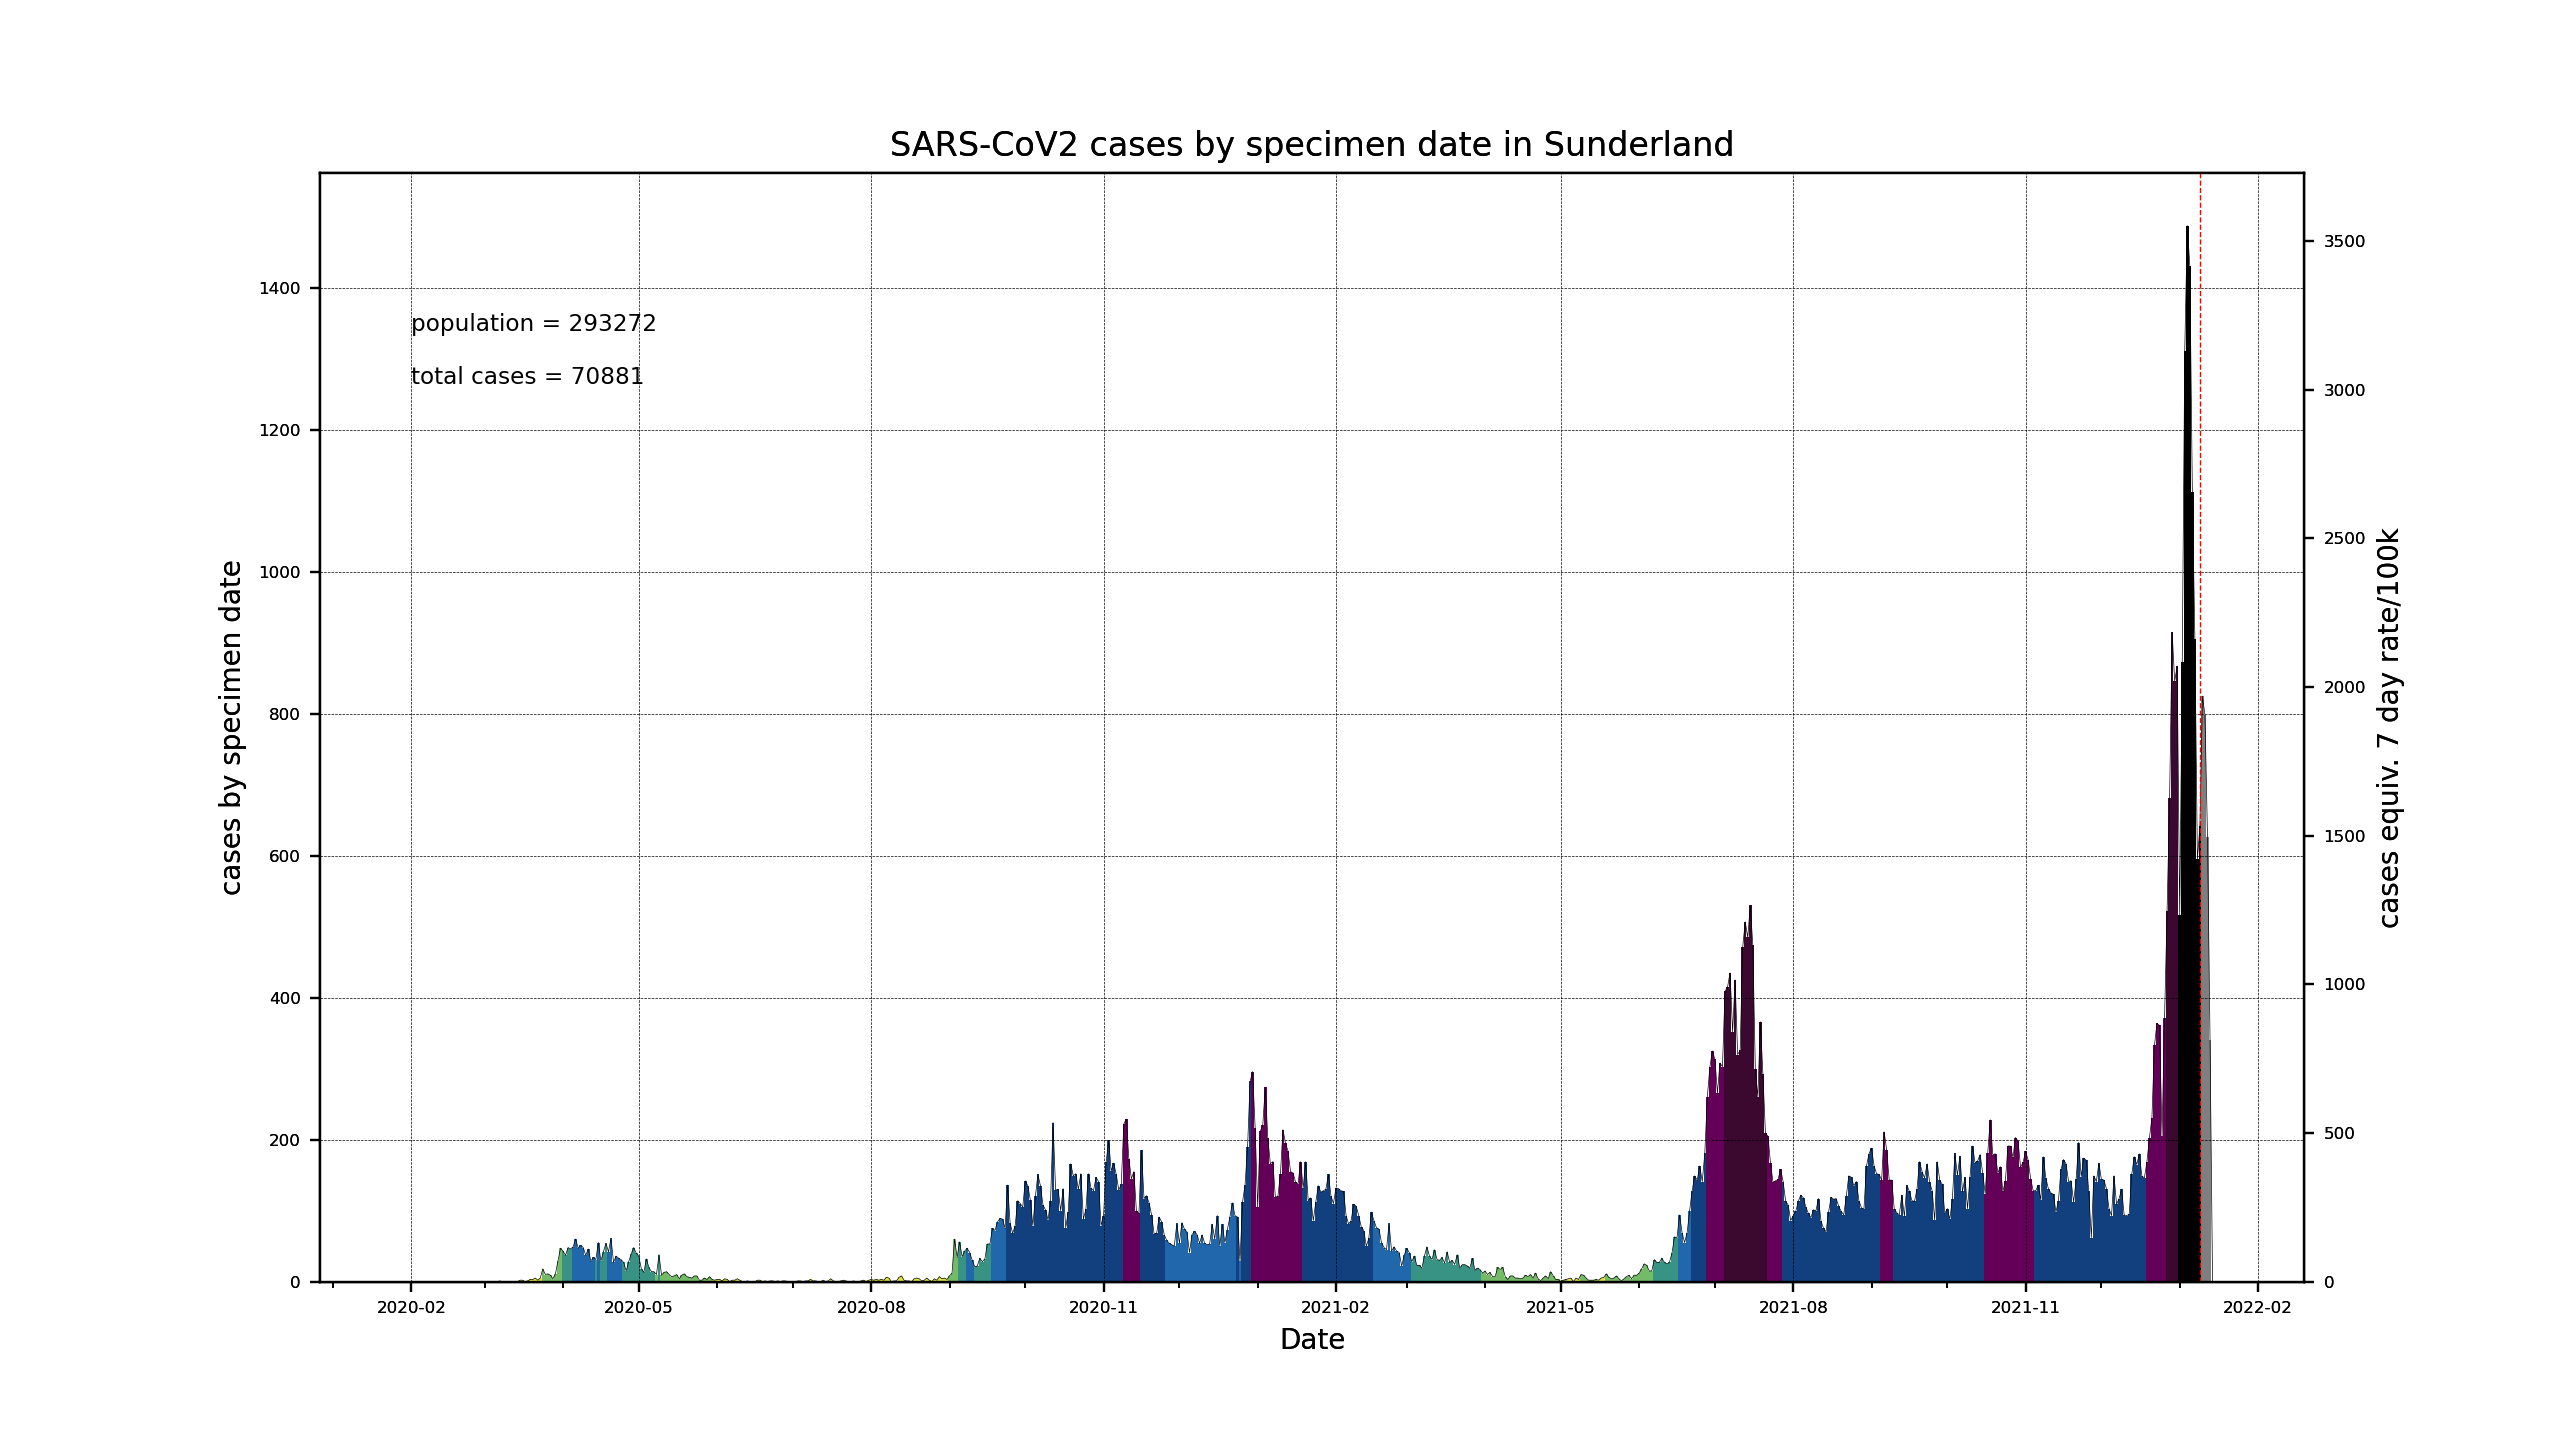 SARS-CoV2 cases by specimen date in Sunderland
population = 293272
total cases = 70881
cases by specimen date
1400
1200
1000
800
600
400
200
0
3500
3000
2500
2000
1500
1000
500
0
cases equiv. 7 day rate/100k
2020-02 2020-05 2020-08 2020-11 2021-02 2021-05 2021-08 2021-11 2022-02
Date